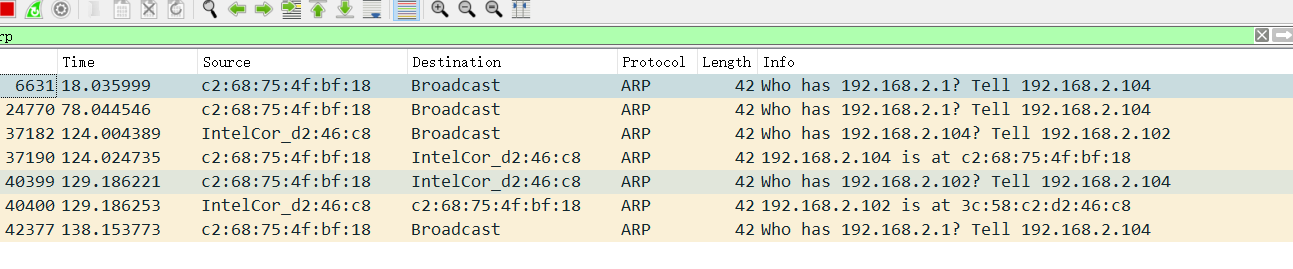 rp
Time Source Destination Protocol Length Info
6631 18.035999 c2:68:75:4f:bf:18 Broadcast ARP 42 Who has 192.168.2.1? Tell 192.168.2.104
24770 78.044546 c2:68:75:4f:bf:18 Broadcast ARP 42 Who has 192.168.2.1? Tell 192.168.2.104
37182 124.004389 IntelCor_d2:46:c8 Broadcast ARP 42 Who has 192.168.2.104? Tell 192.168.2.102
37190 124.024735 c2:68:75:4f:bf:18 IntelCor_d2:46:c8 ARP 42 192.168.2.104 is at c2:68:75:4f:bf:18
40399 129.186221 c2:68:75:4f:bf:18 IntelCor_d2:46:c8 ARP 42 Who has 192.168.2.102? Tell 192.168.2.104
40400 129.186253 IntelCor_d2:46:c8 c2:68:75:4f:bf:18 ARP 42 192.168.2.102 is at 3c:58:c2:d2:46:c8
42377 138.153773 c2:68:75:4f:bf:18 Broadcast ARP 42 Who has 192.168.2.1? Tell 192.168.2.104